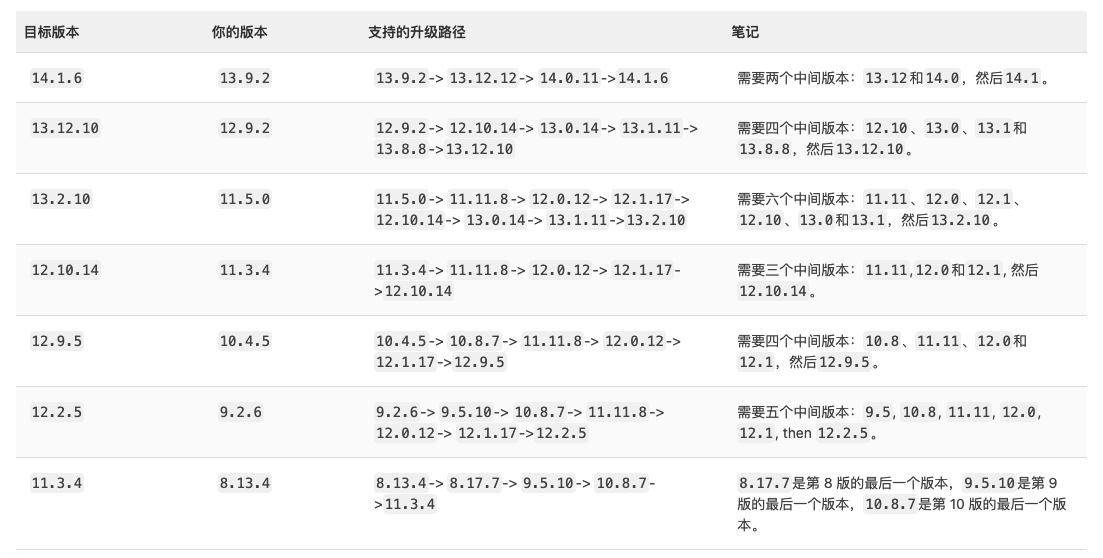 目标版本 你的版本 支持的升级路径 笔记
14.1.6 13.9.2 13.9.2-> 13.12.12-> 14.0.11->14.1.6 需要两个中间版本：13.12和14.0，然后14.1。
13.12.10 12.9.2 12.9.2-> 12.10.14-> 13.0.14-> 13.1.11-> 需要四个中间版本：12.10、13.0、13.1和
13.8.8->13.12.10 13.8.8，然后13.12.10。
13.2.10 11.5.0 11.5.0-> 11.11.8-> 12.0.12-> 12.1.17-> 需要六个中间版本：11.11、12.0、12.1、
12.10.14-> 13.0.14-> 13.1.11->13.2.10 12.10、13.0和13.1，然后13.2.10。
12.10.14 11.3.4 11.3.4-> 11.11.8-> 12.0.12-> 12.1.17- 需要三个中间版本：11.11,12.0和12.1, 然后
>12.10.14 12.10.14。
12.9.5 10.4.5 10.4.5-> 10.8.7-> 11.11.8-> 12.0.12-> 需要四个中间版本：10.8、11.11、12.0和
12.1.17->12.9.5 12.1，然后12.9.5。
12.2.5 9.2.6 9.2.6-> 9.5.10-> 10.8.7-> 11.11.8-> 需要五个中间版本：9.5, 10.8, 11.11, 12.0,
12.0.12-> 12.1.17->12.2.5 12.1, then 12.2.5。
11.3.4 8.13.4 8.13.4-> 8.17.7-> 9.5.10-> 10.8.7- 8.17.7是第 8 版的最后一个版本，9.5.10是第 9
>11.3.4 版的最后一个版本，10.8.7是第 10 版的最后一个版
本。